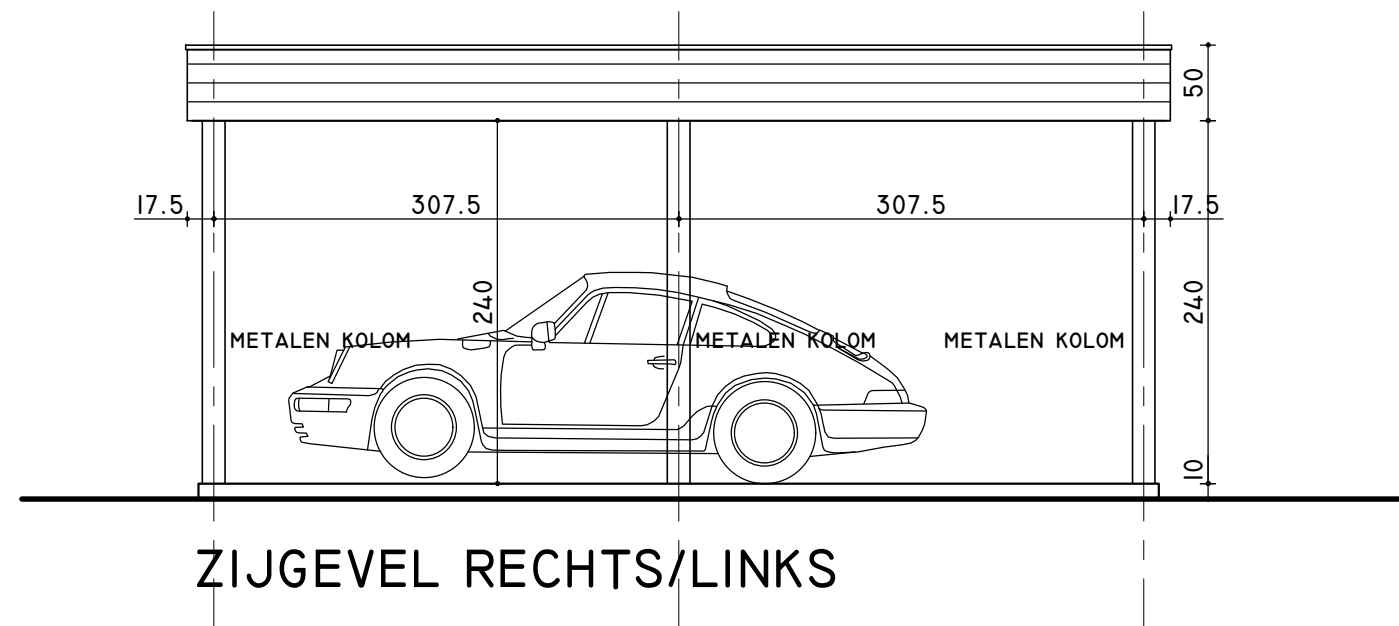 50
17.5 307.5 307.5 17.5
240 240
METALEN KOLOM METALEN KOLOM METALEN KOLOM
10
ZIJGEVEL RECHTS/LINKS